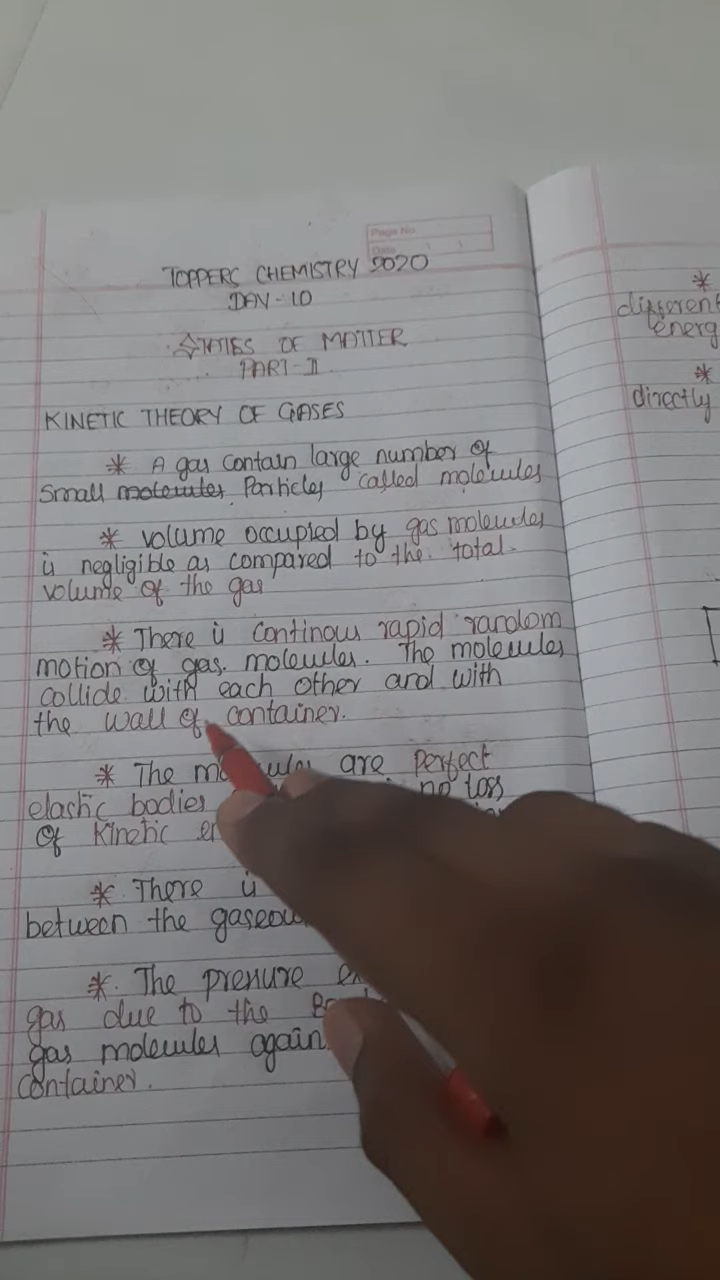 Page No
Date
TOPPERS CHEMISTRY 2020
DAY-10
STATES OF MATTER
PART-II
KINETIC THEORY OF GASES
* A gas contain large number of
small molecules Particles called molecules
* volume occupied by gas molecules
is negligible as compared to the total
volume of the gas
* There is continous rapid random
motion of gas molecules. The molecules
collide with each other and with
the wall of container.
* The are perfect
elastic bodies no loss
of Kinetic
* There is
between the
* The pressure
gas due to the
gas molecules
container.
*
different
directly
*